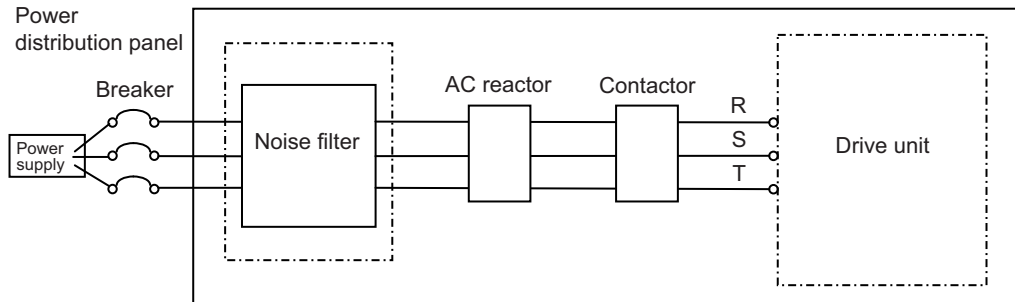 Power
distribution panel
Breaker
Power
supply
Noise filter
AC reactor
Contactor
R
S
T
Drive unit